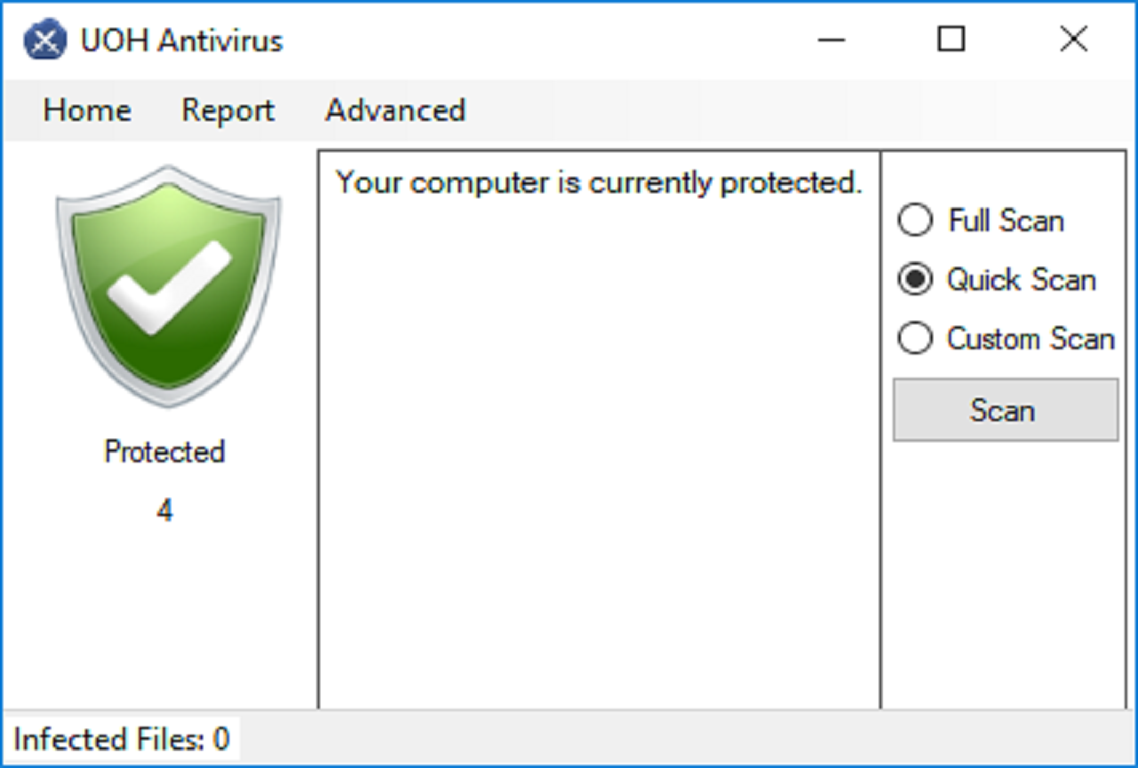 UOH Antivirus
Home Report Advanced
Your computer is currently protected.
Full Scan
Quick Scan
Custom Scan
Scan
Protected
4
Infected Files: 0